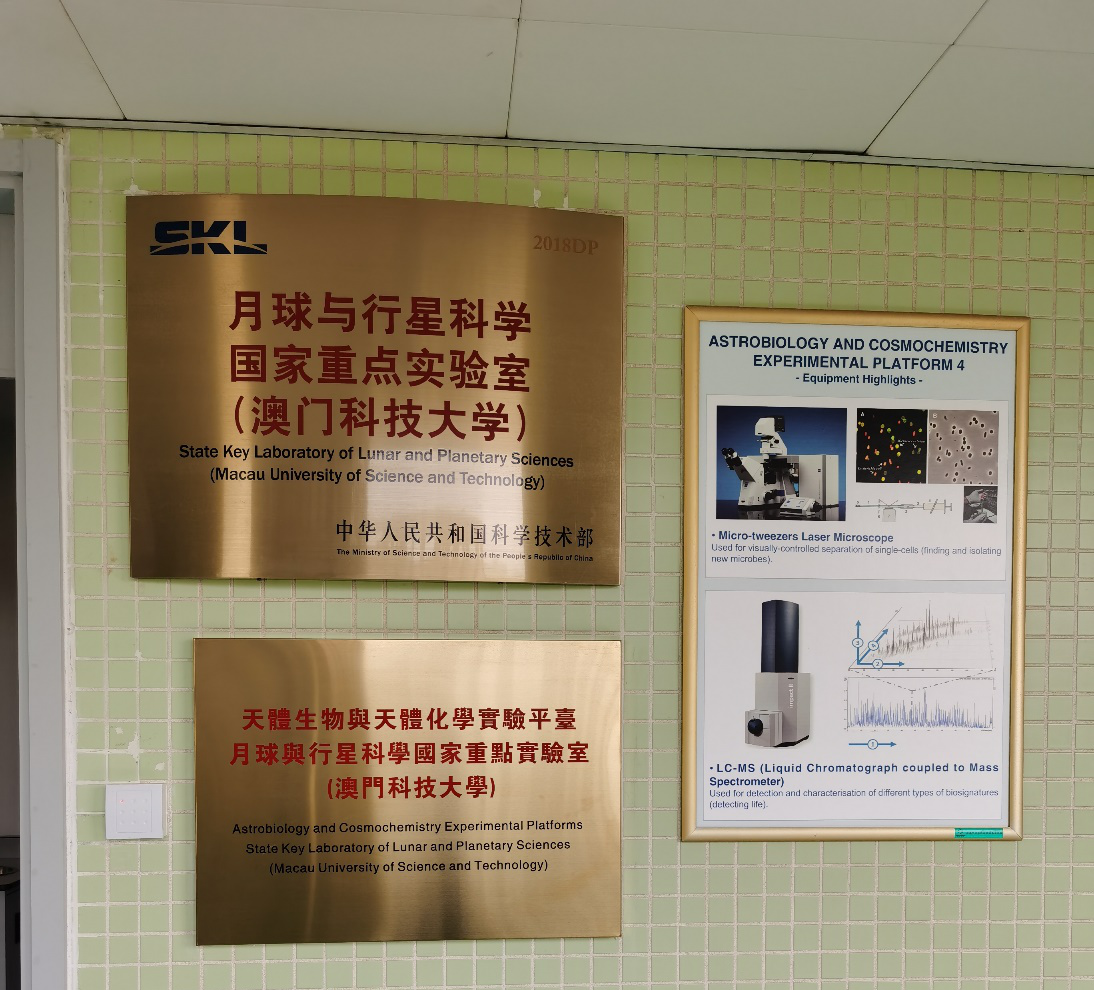 SKL
2018DP
月球与行星科学
国家重点实验室
(澳门科技大学)
State Key Laboratory of Lunar and Planetary Sciences
(Macau University of Science and Technology)
中华人民共和国科学技术部
The Ministry of Science and Technology of the People's Republic of China
天體生物與天體化學實驗平臺
月球與行星科學國家重點實驗室
(澳門科技大學)
Astrobiology and Cosmochemistry Experimental Platforms
State Key Laboratory of Lunar and Planetary Sciences
(Macau University of Science and Technology)
ASTROBIOLOGY AND COSMOCHEMISTRY
EXPERIMENTAL PLATFORM 4
- Equipment Highlights -
A
• Micro-tweezers Laser Microscope
Used for visually-controlled separation of single-cells (finding and isolating
new microbes).
impact II
3
2
1
• LC-MS (Liquid Chromatograph coupled to Mass
Spectrometer)
Used for detection and characterisation of different types of biosignatures
(detecting life).